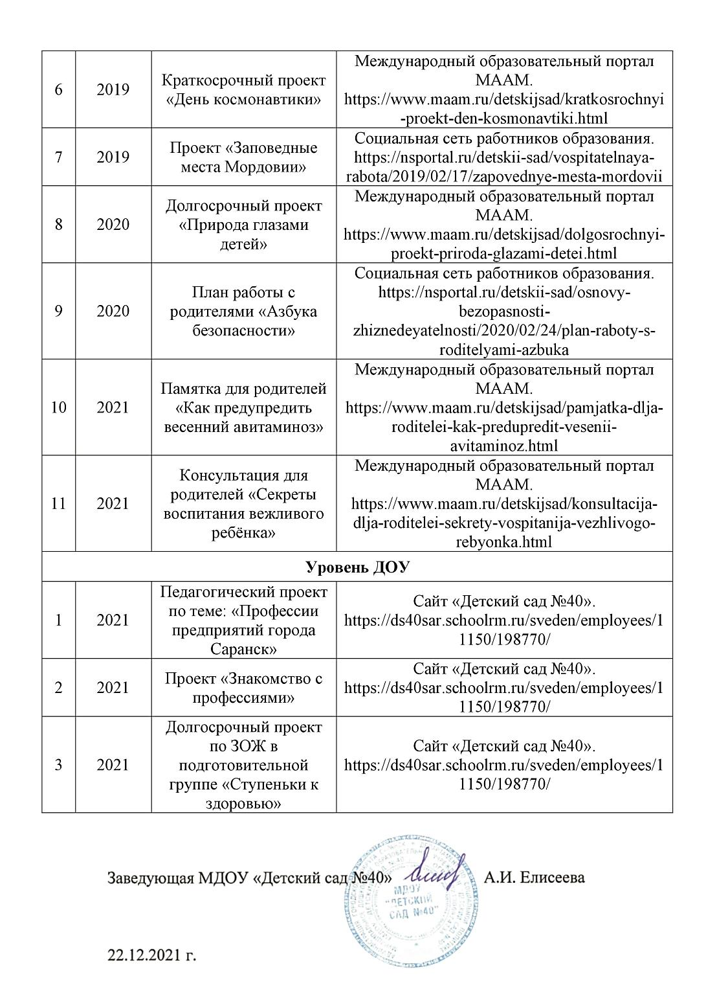 6
2019
Краткосрочный проект
«День космонавтики»
Международный образовательный портал
МААМ.
https://www.maam.ru/detskijsad/kratkosrochnyi
-proekt-den-kosmonavtiki.html
7
2019
Проект «Заповедные
места Мордовии»
Социальная сеть работников образования.
https://nsportal.ru/detskii-sad/vospitatelnaya-
rabota/2019/02/17/zapovednye-mesta-mordovii
8
2020
Долгосрочный проект
«Природа глазами
детей»
Международный образовательный портал
МААМ.
https://www.maam.ru/detskijsad/dolgosrochnyi-
proekt-priroda-glazami-detei.html
9
2020
План работы с
родителями «Азбука
безопасности»
Социальная сеть работников образования.
https://nsportal.ru/detskii-sad/osnovy-
bezopasnosti-
zhiznedeyatelnosti/2020/02/24/plan-raboty-s-
roditelyami-azbuka
10
2021
Памятка для родителей
«Как предупредить
весенний авитаминоз»
Международный образовательный портал
МААМ.
https://www.maam.ru/detskijsad/pamjatka-dlja-
roditelei-kak-predupredit-vesenii-
avitaminoz.html
11
2021
Консультация для
родителей «Секреты
воспитания вежливого
ребёнка»
Международный образовательный портал
МААМ.
https://www.maam.ru/detskijsad/konsultacija-
dlja-roditelei-sekrety-vospitanija-vezhlivogo-
rebyonka.html
Уровень ДОУ
1
2021
Педагогический проект
по теме: «Профессии
предприятий города
Саранск»
Сайт «Детский сад №40».
https://ds40sar.schoolrm.ru/sveden/employees/1
1150/198770/
2
2021
Проект «Знакомство с
профессиями»
Сайт «Детский сад №40».
https://ds40sar.schoolrm.ru/sveden/employees/1
1150/198770/
3
2021
Долгосрочный проект
по ЗОЖ в
подготовительной
группе «Ступеньки к
здоровью»
Сайт «Детский сад №40».
https://ds40sar.schoolrm.ru/sveden/employees/1
1150/198770/
Заведующая МДОУ «Детский сад №40»
А.И. Елисеева
МДОУ
"ДЕТСКИЙ
САД №40"
22.12.2021 г.